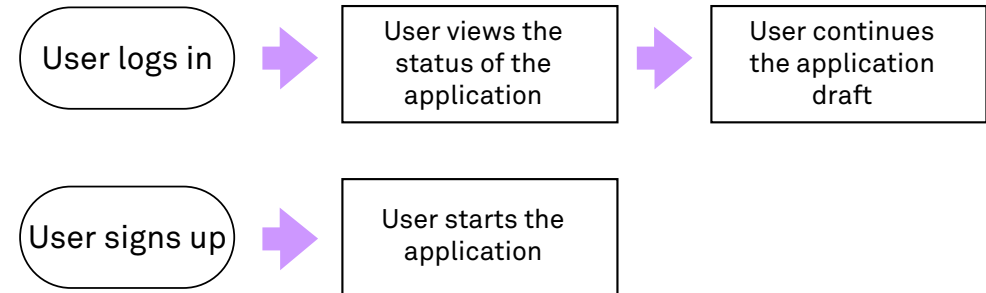 User logs in
User views the
status of the
application
User continues
the application
draft
User signs up
User starts the
application